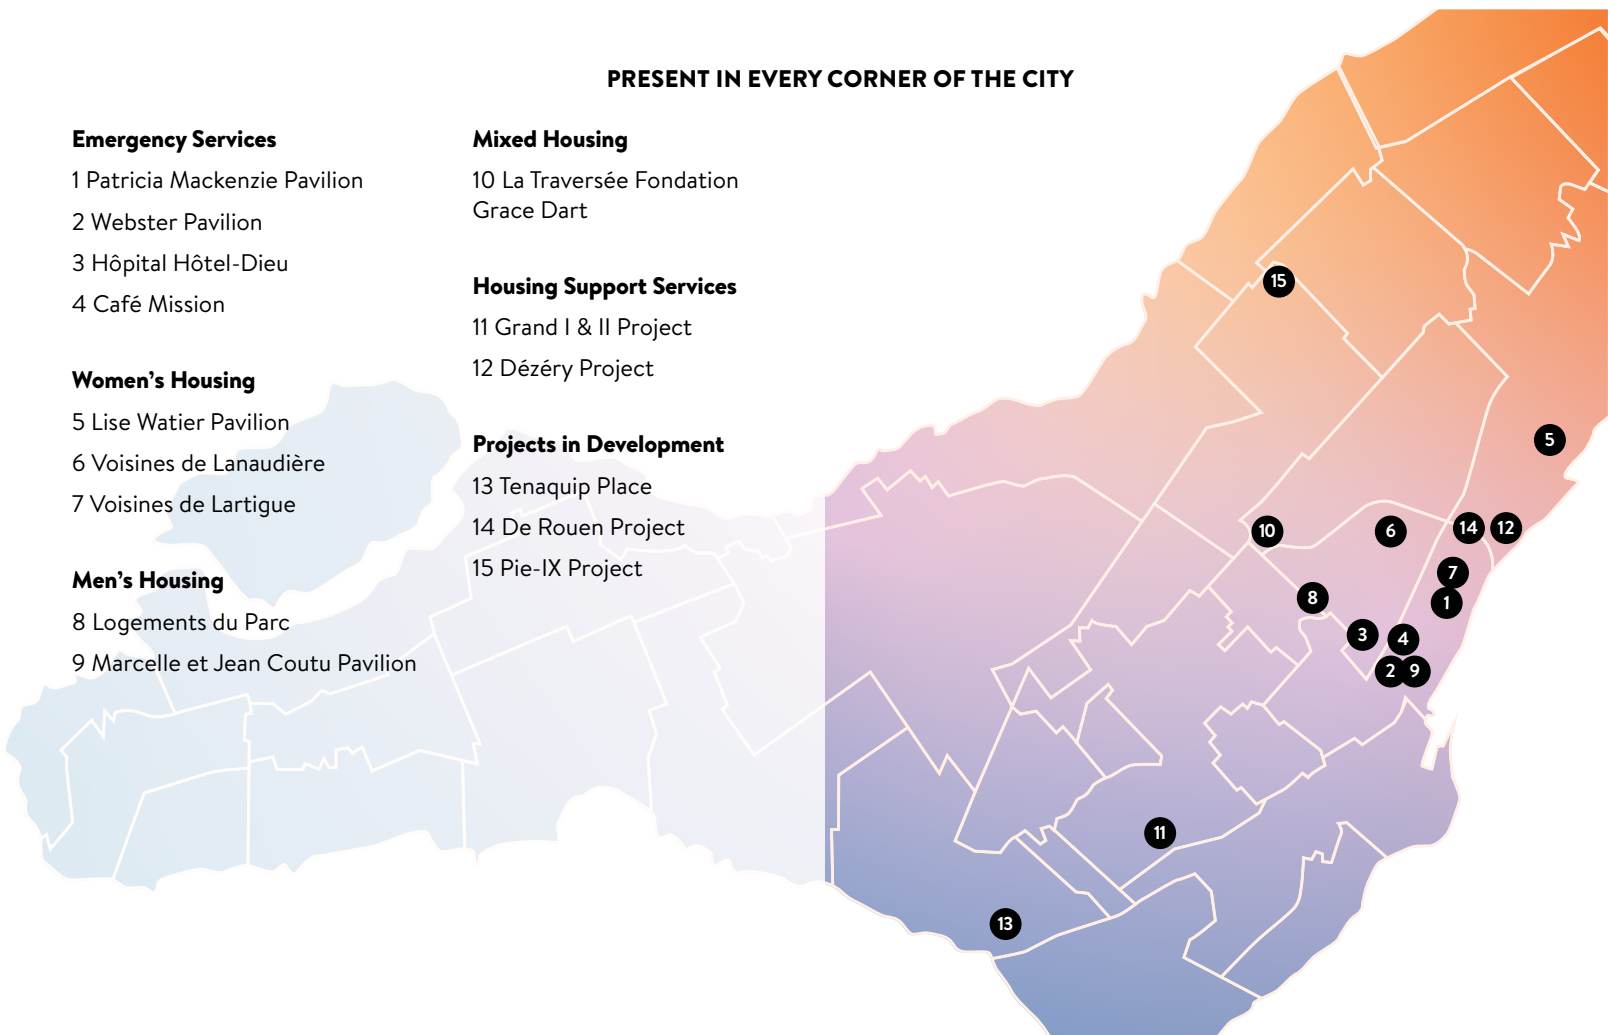 PRESENT IN EVERY CORNER OF THE CITY
Emergency Services
1 Patricia Mackenzie Pavilion
2 Webster Pavilion
3 Hôpital Hôtel-Dieu
4 Café Mission
Women's Housing
5 Lise Watier Pavilion
6 Voisines de Lanaudière
7 Voisines de Lartigue
Men's Housing
8 Logements du Parc
9 Marcelle et Jean Coutu Pavilion
Mixed Housing
10 La Traversée Fondation
Grace Dart
Housing Support Services
11 Grand I & II Project
12 Dézéry Project
Projects in Development
13 Tenaquip Place
14 De Rouen Project
15 Pie-IX Project
15
5
10
6
14
12
7
8
1
3
4
2
9
11
13